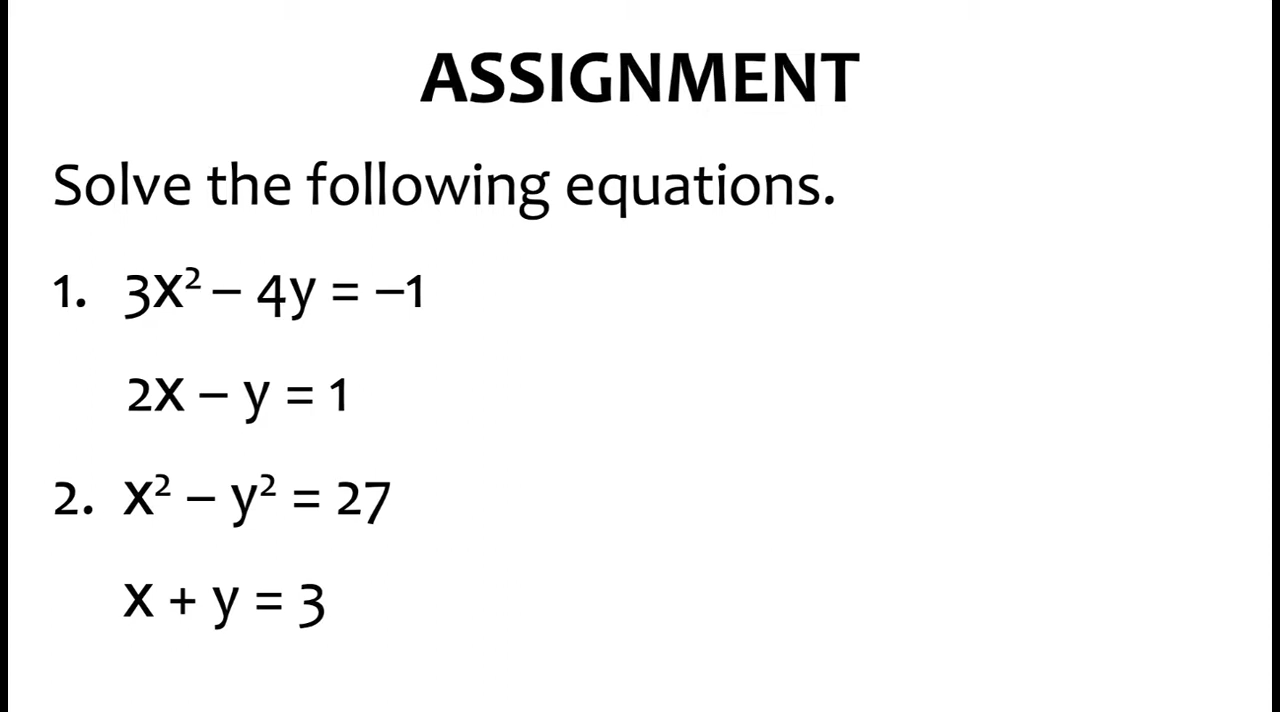 ASSIGNMENT
Solve the following equations.
1. 3x² – 4y = –1
2x – y = 1
2. x² – y² = 27
x + y = 3